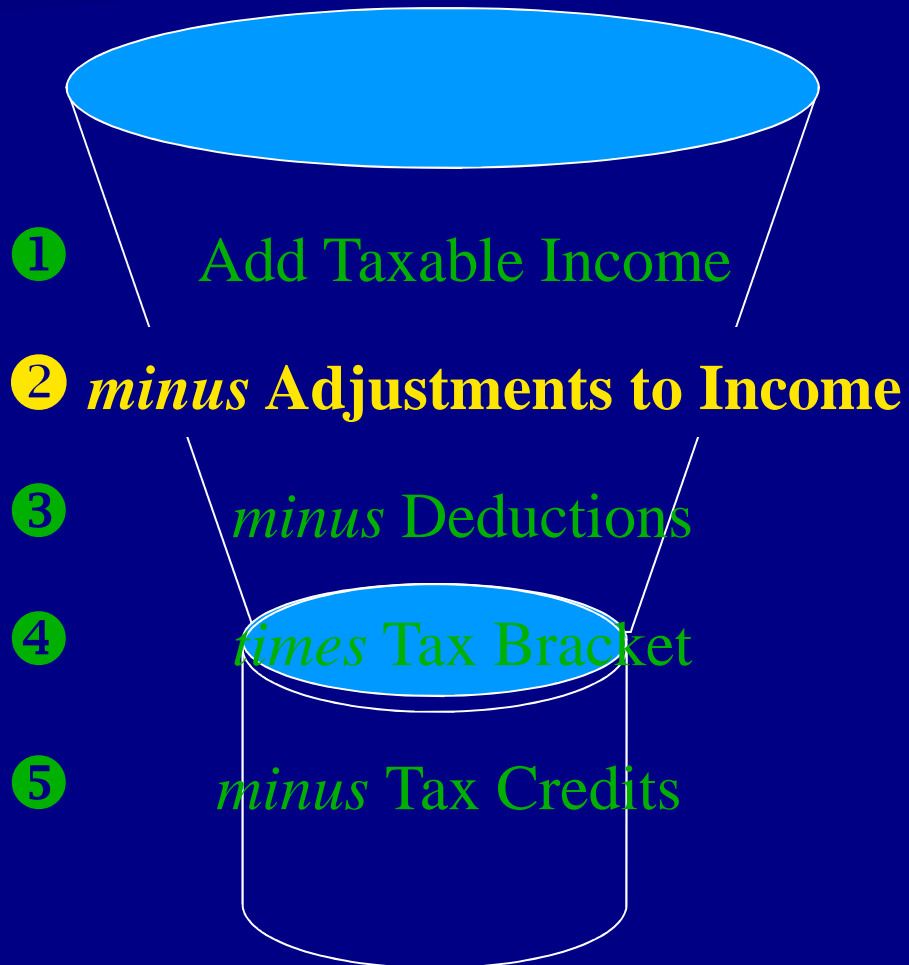 ❶ Add Taxable Income
❷ minus Adjustments to Income
❸ minus Deductions
❹ times Tax Bracket
❺ minus Tax Credits